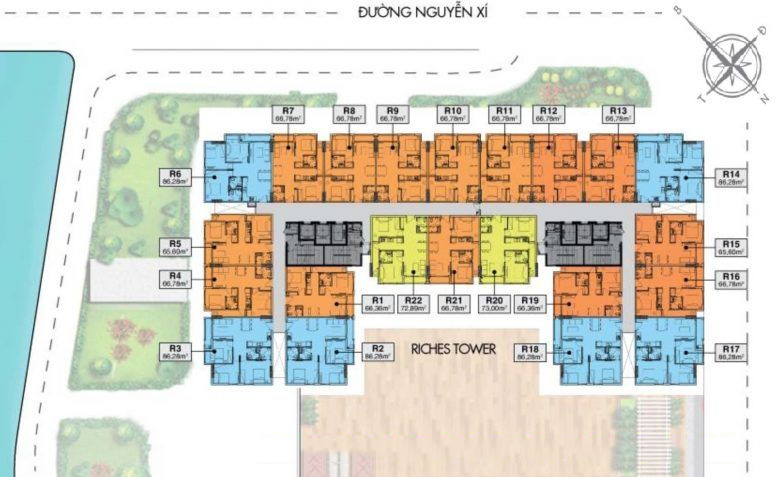 ĐƯỜNG NGUYỄN XÍ
B
Đ
T
N
R7
66,78m²
R8
66,78m²
R9
66,78m²
R10
66,78m²
R11
66,78m²
R12
66,78m²
R13
66,78m²
R6
86,28m²
R14
86,28m²
R5
65,60m²
R15
65,60m²
R4
66,78m²
R16
66,78m²
R1
66,36m²
R22
72,89m²
R21
66,78m²
R20
73,00m²
R19
66,36m²
R3
86,28m²
R2
86,28m²
RICHES TOWER
R18
86,28m²
R17
86,28m²